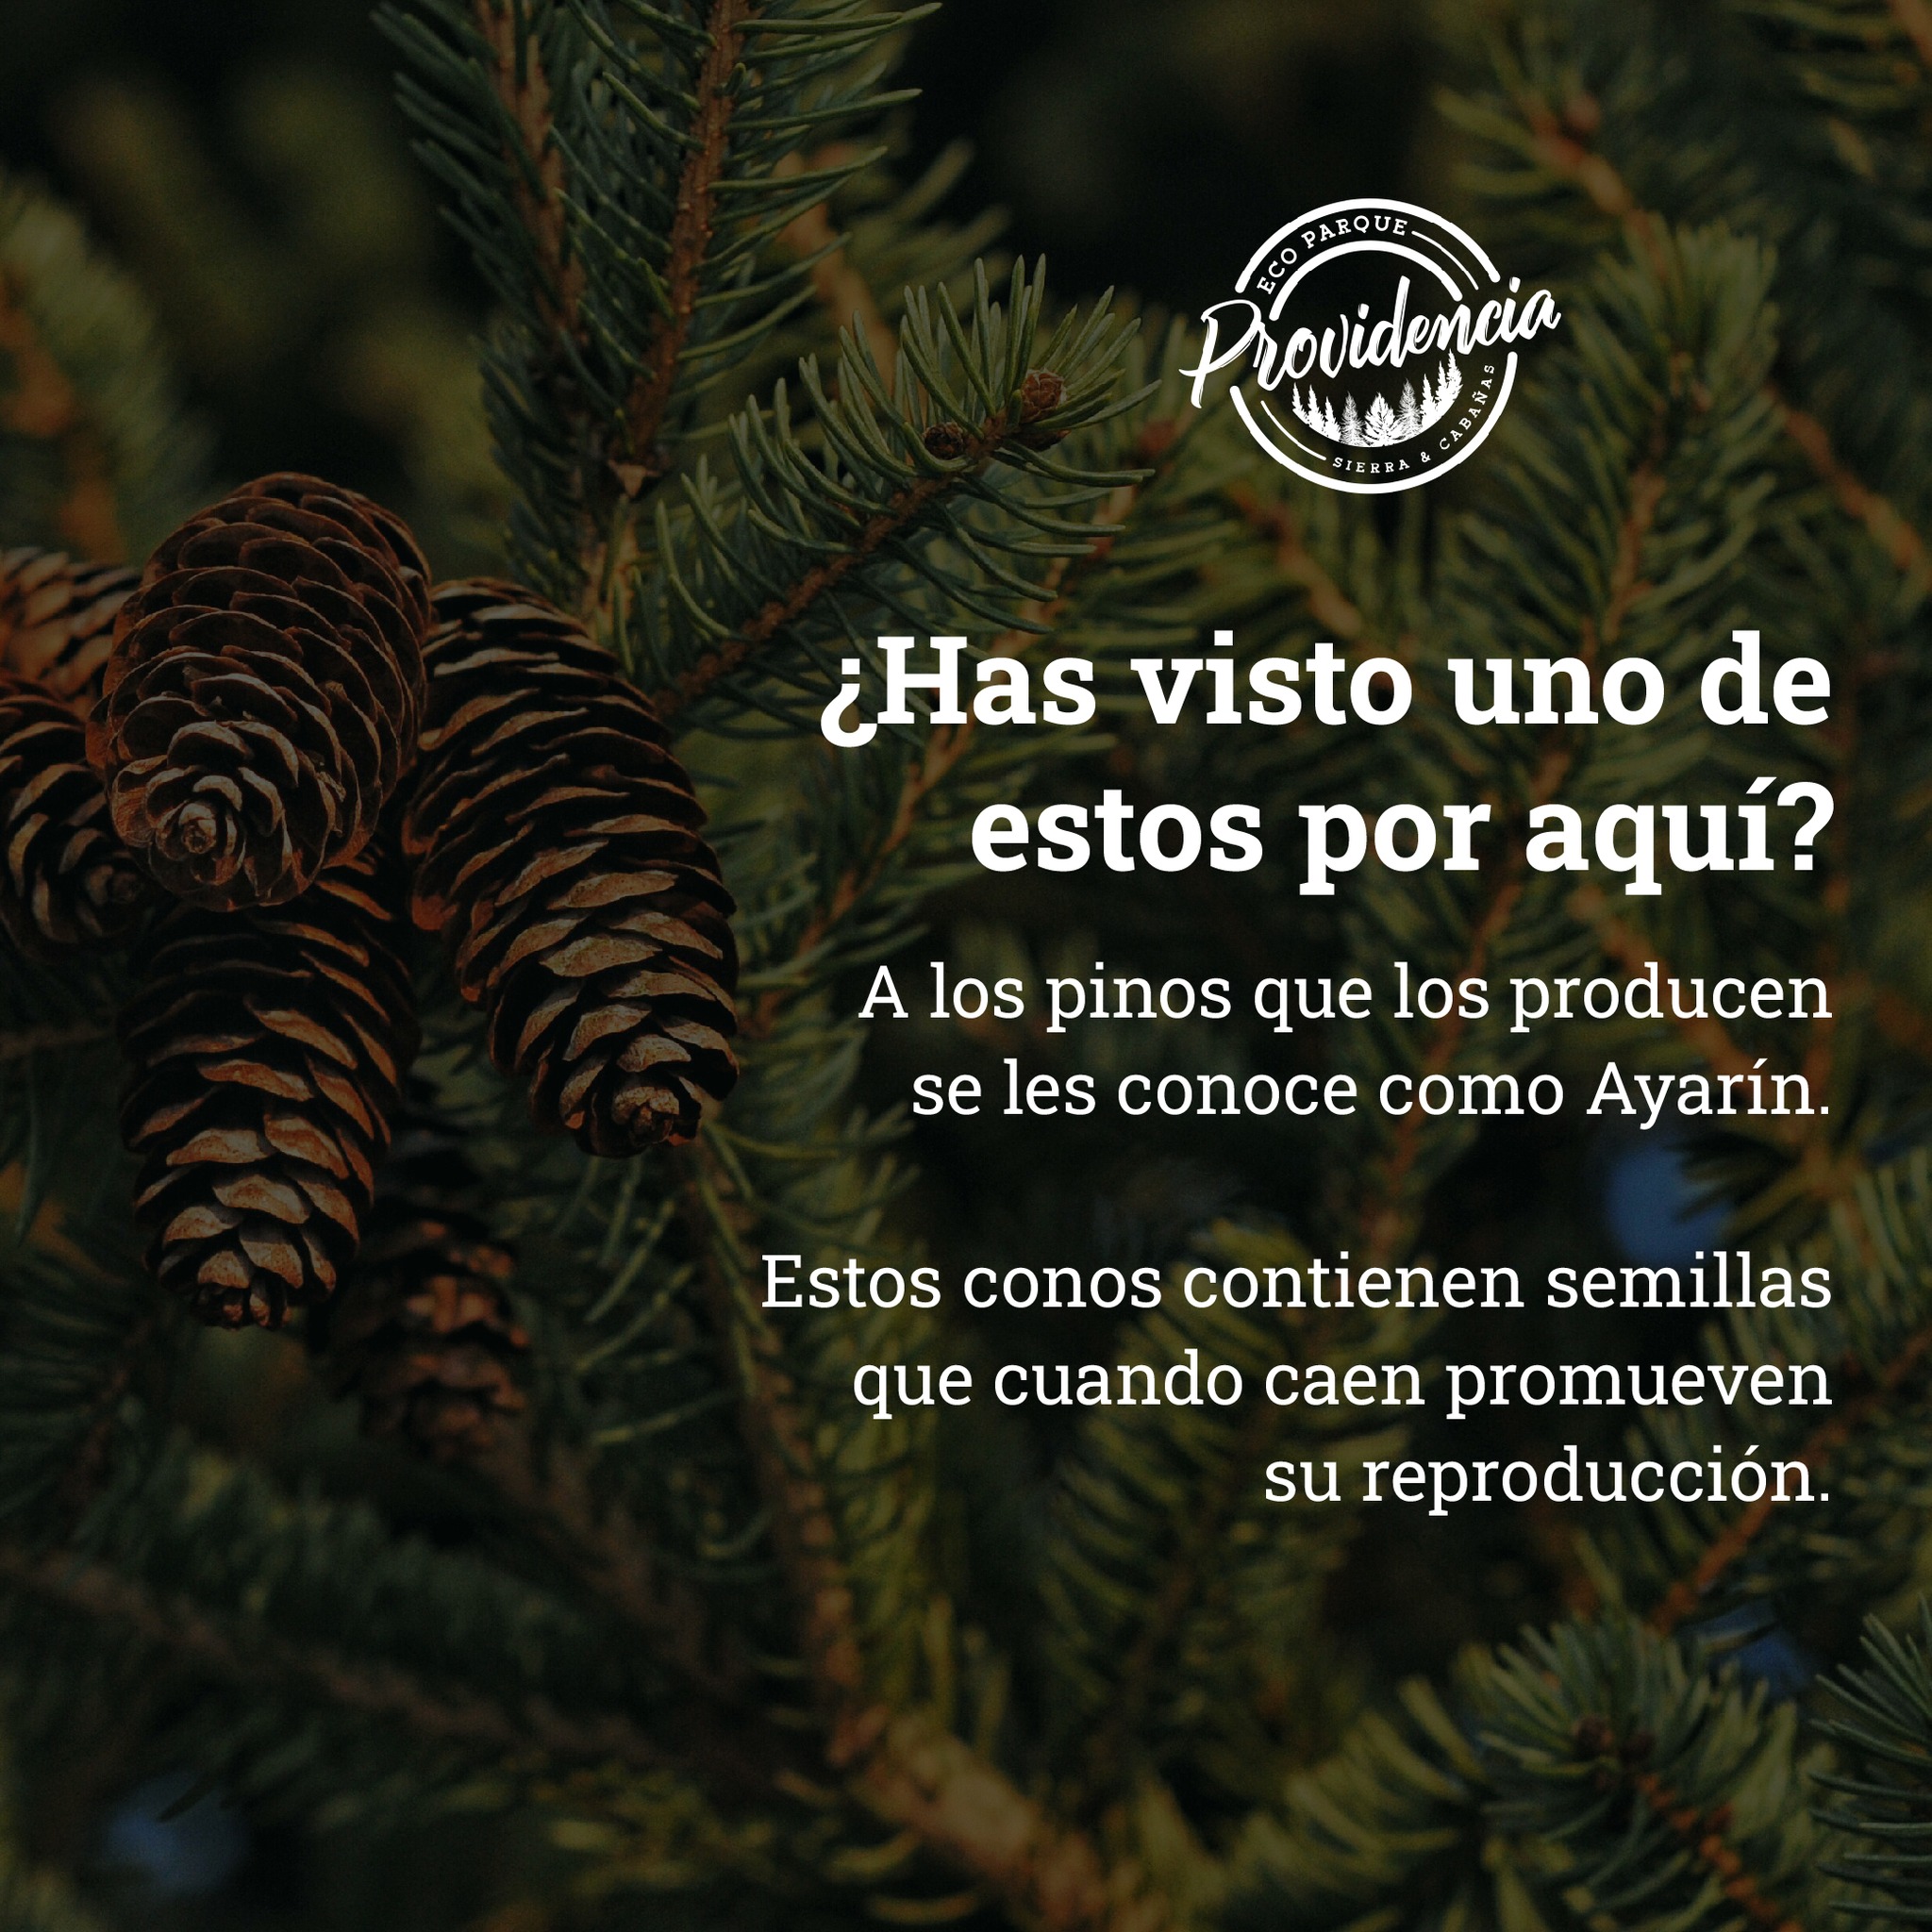 ECO PARQUE
Providencia
SIERRA & CABAÑAS
¿Has visto uno de
estos por aquí?
A los pinos que los producen
se les conoce como Ayarín.
Estos conos contienen semillas
que cuando caen promueven
su reproducción.